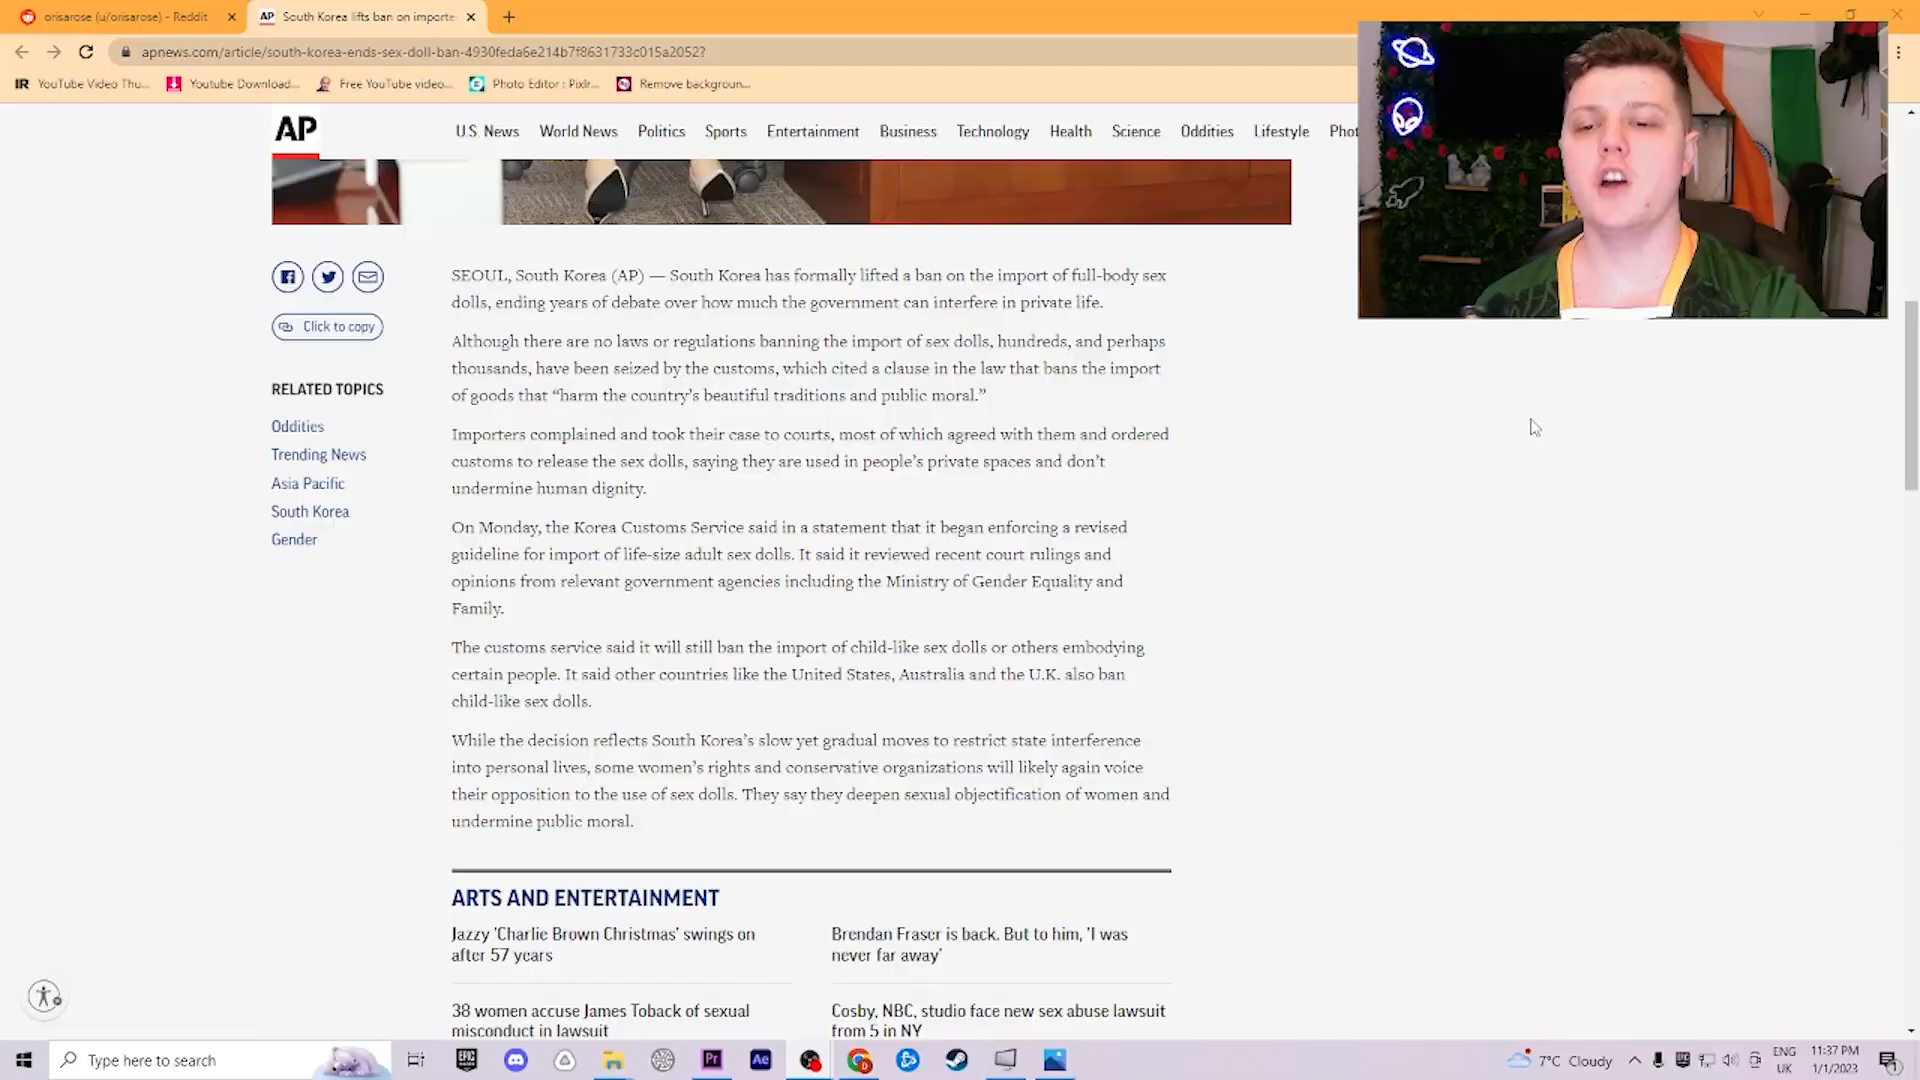 orisarose (u/orisarose) - Reddit
South Korea lifts ban on importe
apnews.com/article/south-korea-ends-sex-doll-ban-4930feda6e214b7f8631733c015a2052?
IR YouTube Video Thu...
Youtube Download...
Free YouTube video...
Photo Editor : Pixlr...
Remove backgroun...
AP
U.S. News World News Politics Sports Entertainment Business Technology Health Science Oddities Lifestyle Phot
SEOUL, South Korea (AP) — South Korea has formally lifted a ban on the import of full-body sex
dolls, ending years of debate over how much the government can interfere in private life.
Click to copy
Although there are no laws or regulations banning the import of sex dolls, hundreds, and perhaps
thousands, have been seized by the customs, which cited a clause in the law that bans the import
of goods that “harm the country’s beautiful traditions and public moral.”
RELATED TOPICS
Oddities
Trending News
Asia Pacific
South Korea
Gender
Importers complained and took their case to courts, most of which agreed with them and ordered
customs to release the sex dolls, saying they are used in people’s private spaces and don’t
undermine human dignity.
On Monday, the Korea Customs Service said in a statement that it began enforcing a revised
guideline for import of life-size adult sex dolls. It said it reviewed recent court rulings and
opinions from relevant government agencies including the Ministry of Gender Equality and
Family.
The customs service said it will still ban the import of child-like sex dolls or others embodying
certain people. It said other countries like the United States, Australia and the U.K. also ban
child-like sex dolls.
While the decision reflects South Korea’s slow yet gradual moves to restrict state interference
into personal lives, some women’s rights and conservative organizations will likely again voice
their opposition to the use of sex dolls. They say they deepen sexual objectification of women and
undermine public moral.
ARTS AND ENTERTAINMENT
Jazzy 'Charlie Brown Christmas' swings on
after 57 years
Brendan Fraser is back. But to him, 'I was
never far away'
38 women accuse James Toback of sexual
misconduct in lawsuit
Cosby, NBC, studio face new sex abuse lawsuit
from 5 in NY
Type here to search
Pr
Ae
7°C Cloudy
ENG
UK
11:37 PM
1/1/2023